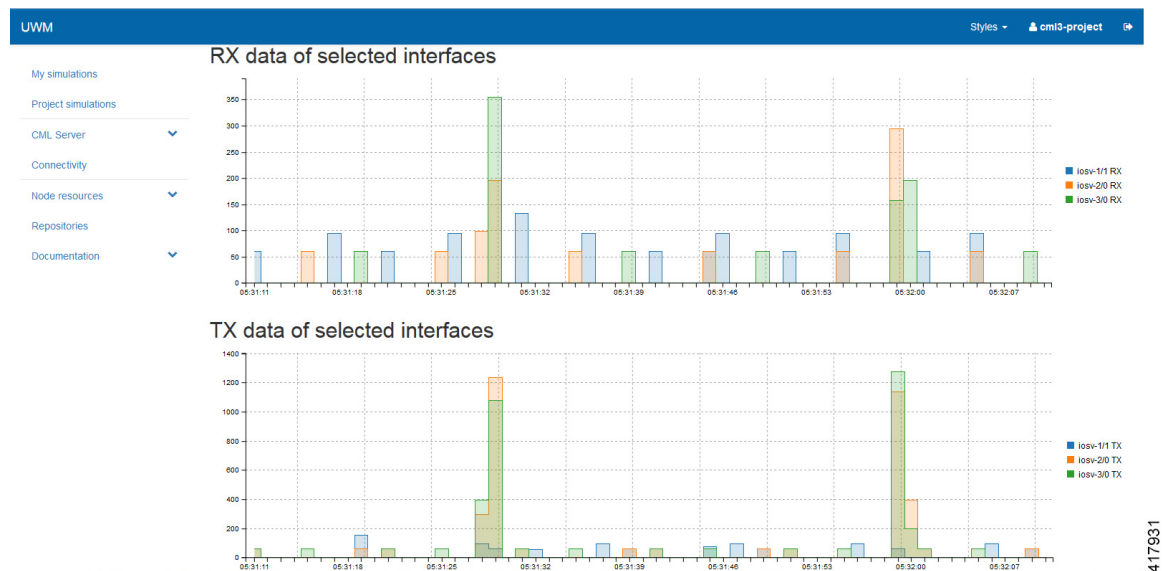 UWM
Styles
cml3-project
My simulations
Project simulations
CML Server
Connectivity
Node resources
Repositories
Documentation
RX data of selected interfaces
350
300
250
200
150
100
50
0
05:31:11 05:31:18 05:31:25 05:31:32 05:31:39 05:31:46 05:31:53 05:32:00 05:32:07
iosv-1/1 RX
iosv-2/0 RX
iosv-3/0 RX
TX data of selected interfaces
1400
1200
1000
800
600
400
200
0
05:31:11 05:31:18 05:31:25 05:31:32 05:31:39 05:31:46 05:31:53 05:32:00 05:32:07
iosv-1/1 TX
iosv-2/0 TX
iosv-3/0 TX
417931